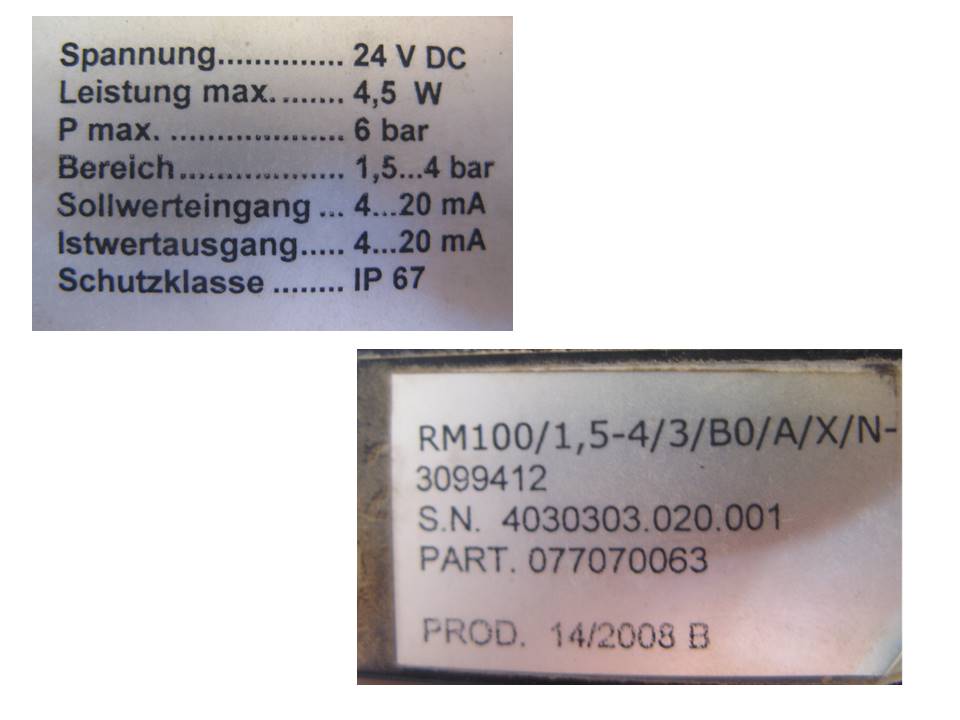 Spannung.............. 24 V DC
Leistung max. ........ 4,5 W
P max. ................... 6 bar
Bereich.................. 1,5...4 bar
Sollwerteingang ... 4...20 mA
Istwertausgang..... 4...20 mA
Schutzklasse ........ IP 67
RM100/1,5-4/3/B0/A/X/N-
3099412
S.N. 4030303.020.001
PART. 077070063
PROD. 14/2008 B